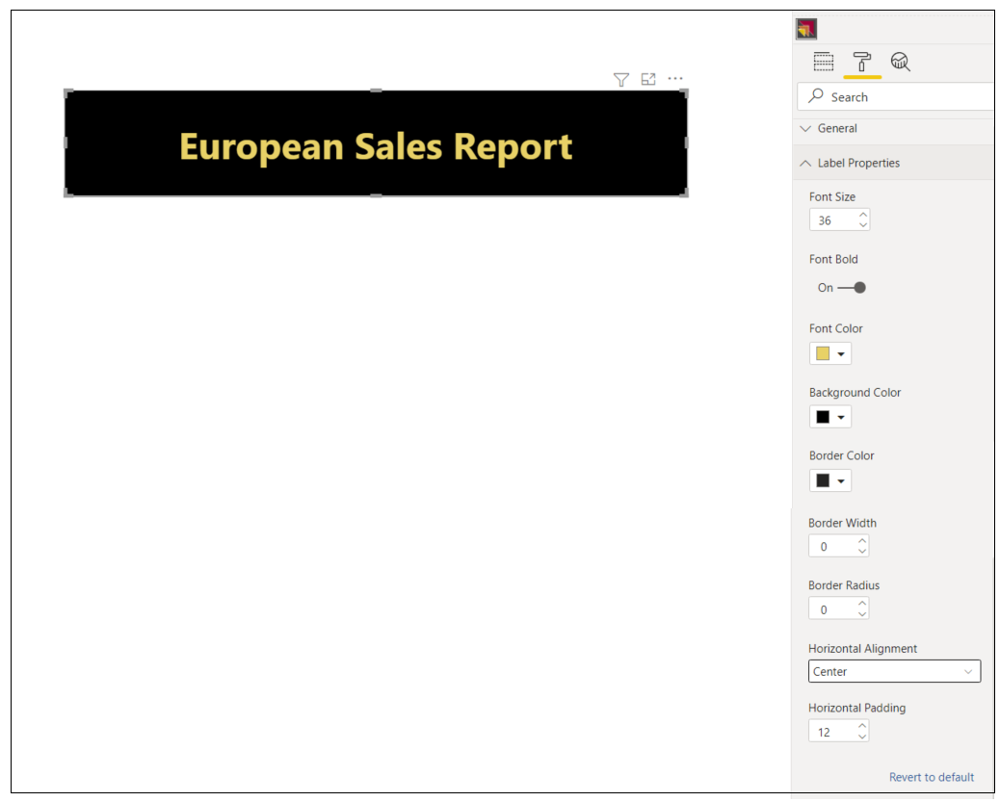 European Sales Report
Search
General
Label Properties
Font Size
36
Font Bold
On
Font Color
Background Color
Border Color
Border Width
0
Border Radius
0
Horizontal Alignment
Center
Horizontal Padding
12
Revert to default